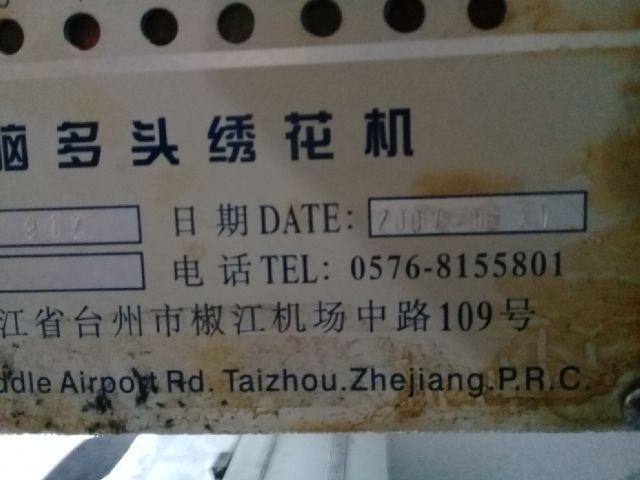 脑多头绣花机
日期DATE:
电话TEL: 0576-8155801
江省台州市椒江机场中路109号
ddle Airport Rd. Taizhou.Zhejiang.P.R.C.